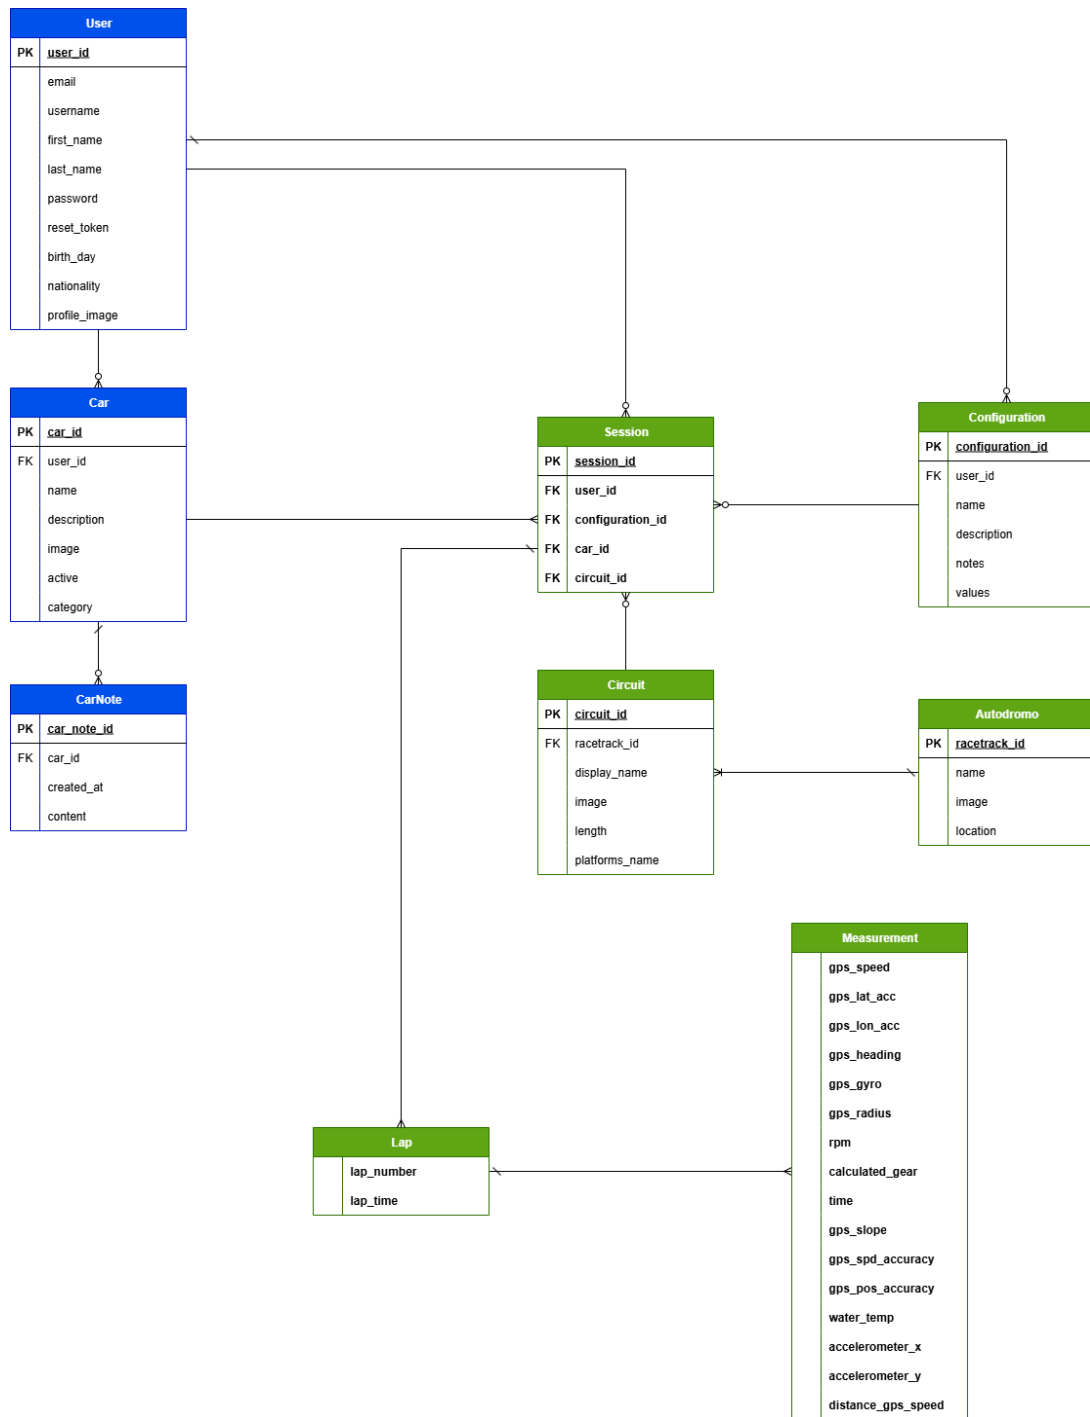 User
PK user_id
email
username
first_name
last_name
password
reset_token
birth_day
nationality
profile_image
Car
PK car_id
FK user_id
name
description
image
active
category
CarNote
PK car_note_id
FK car_id
created_at
content
Session
PK session_id
FK user_id
FK configuration_id
FK car_id
FK circuit_id
Configuration
PK configuration_id
FK user_id
name
description
notes
values
Circuit
PK circuit_id
FK racetrack_id
display_name
image
length
platforms_name
Autodromo
PK racetrack_id
name
image
location
Lap
lap_number
lap_time
Measurement
gps_speed
gps_lat_acc
gps_lon_acc
gps_heading
gps_gyro
gps_radius
rpm
calculated_gear
time
gps_slope
gps_spd_accuracy
gps_pos_accuracy
water_temp
accelerometer_x
accelerometer_y
distance_gps_speed